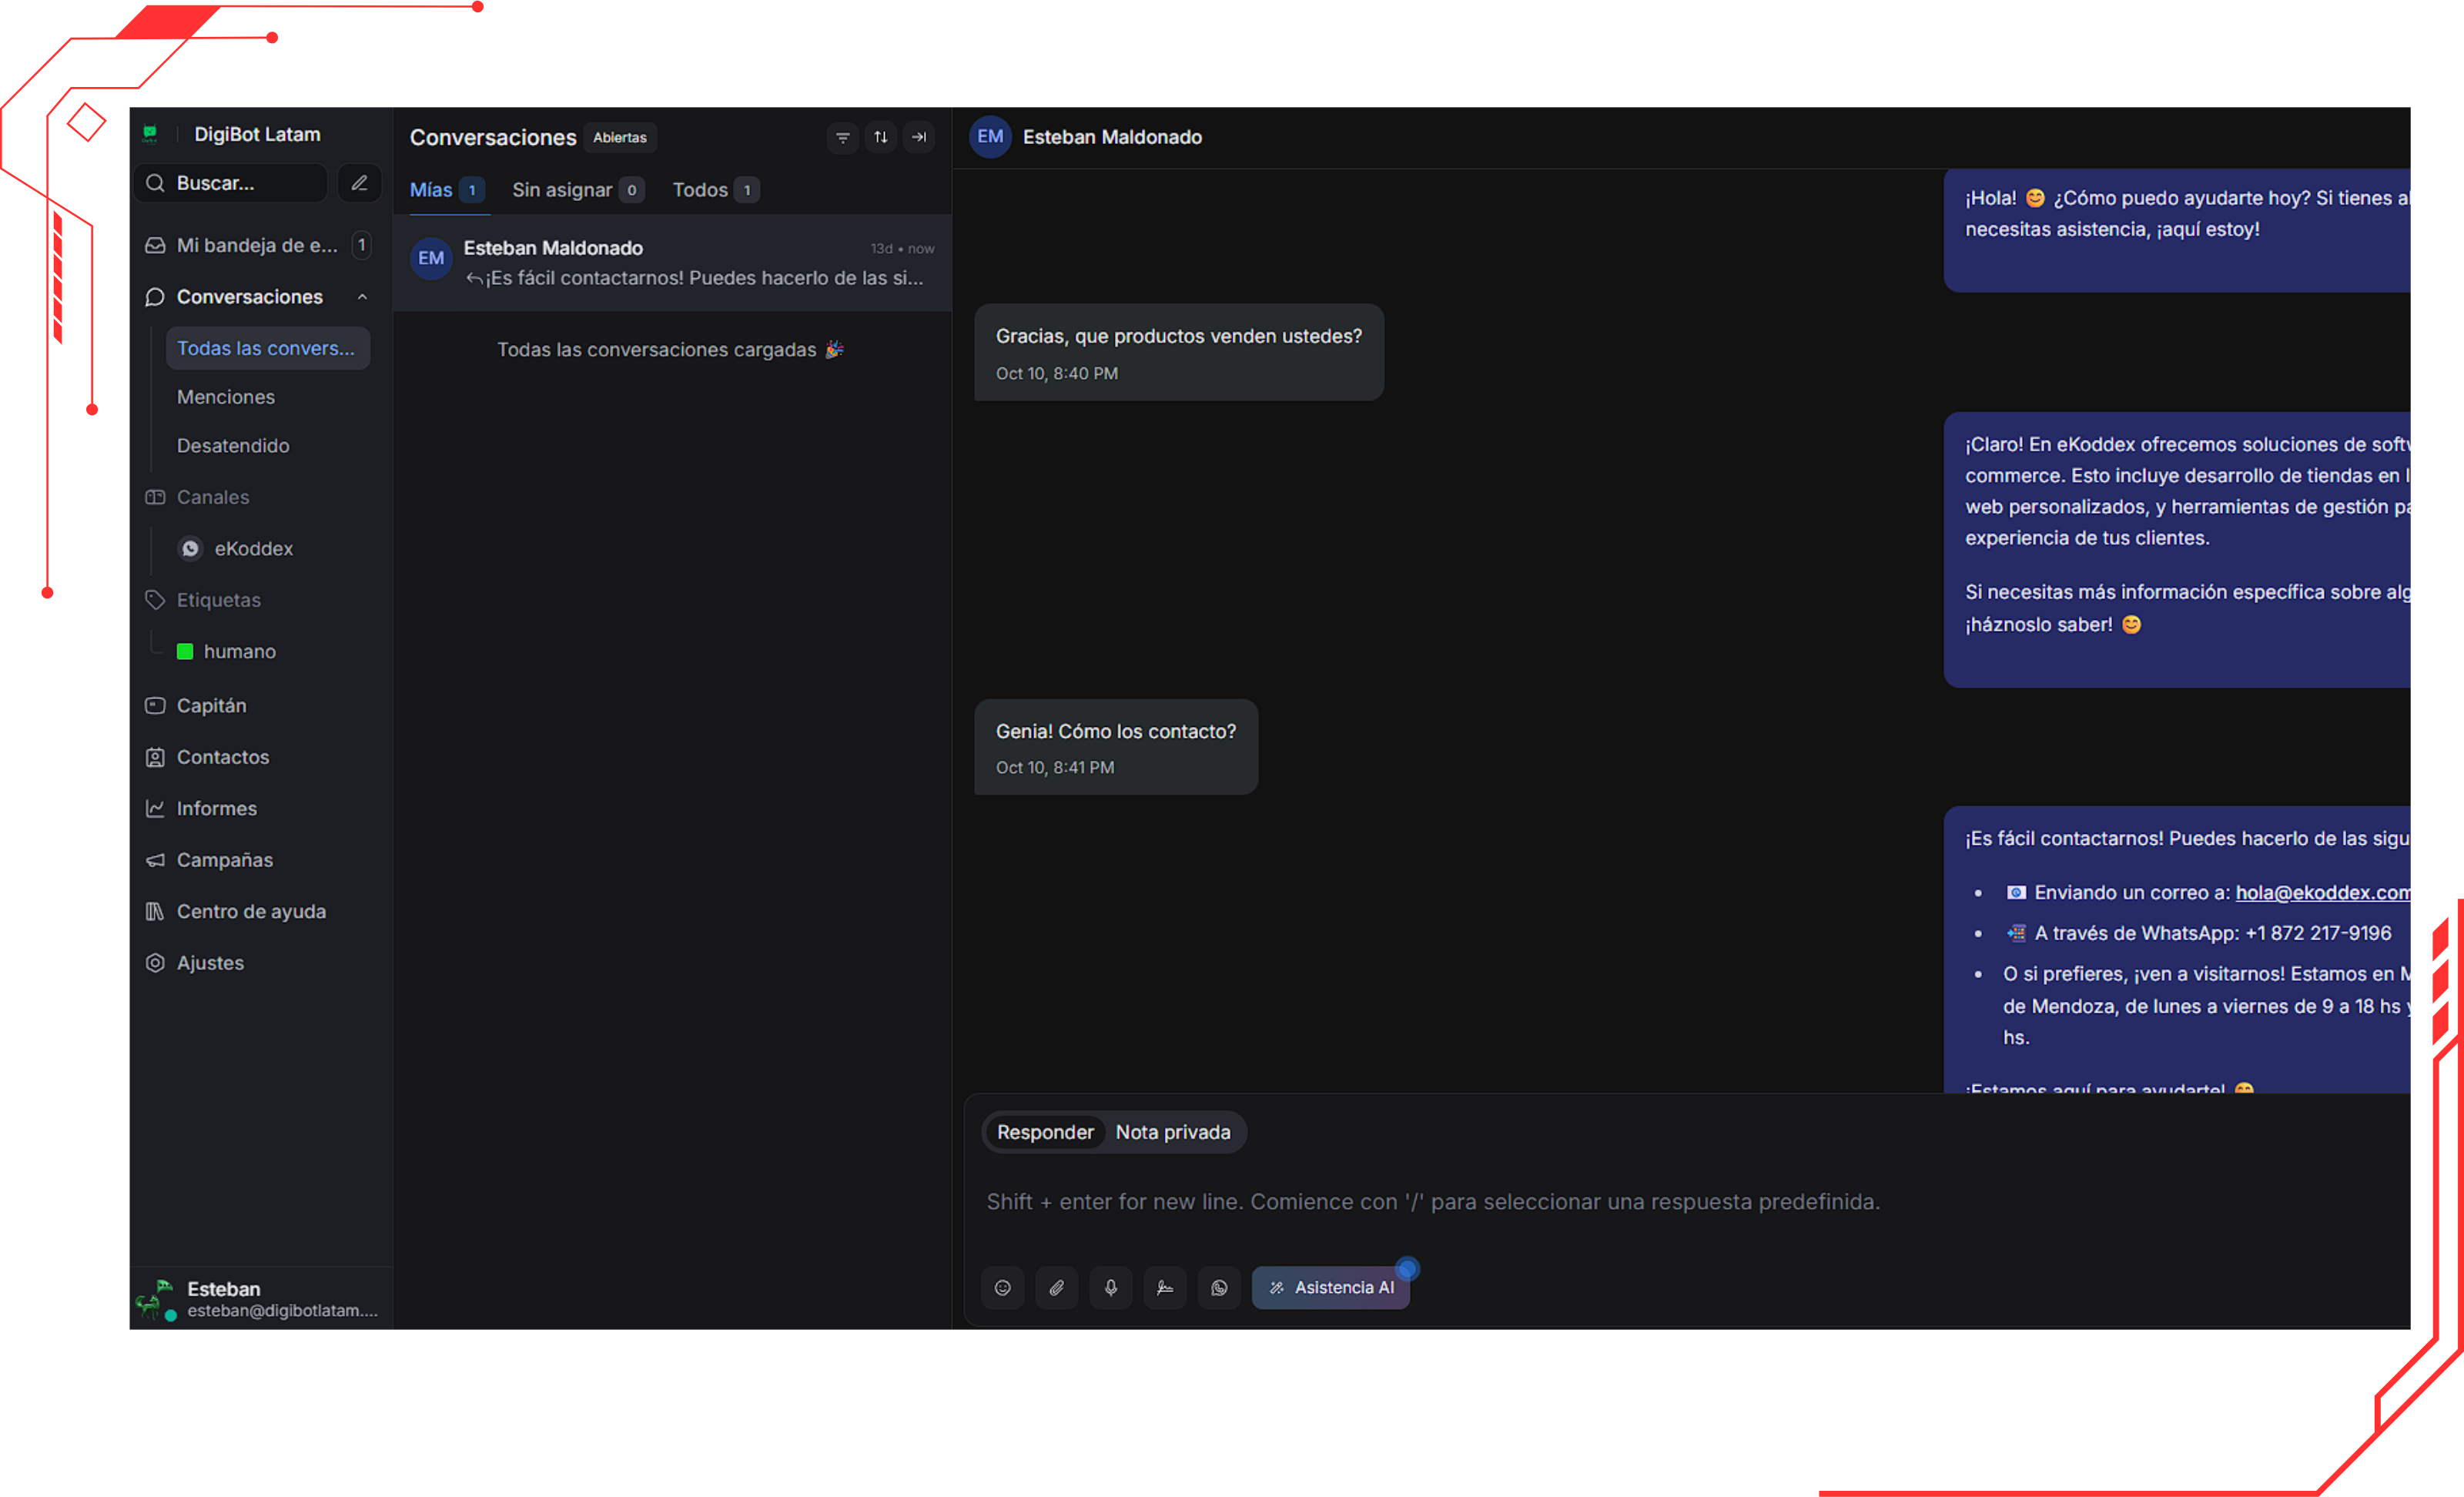 DigiBot Latam
Buscar...
Mi bandeja de e... 1
Conversaciones
Todas las convers...
Menciones
Desatendido
Canales
eKoddex
Etiquetas
humano
Capitán
Contactos
Informes
Campañas
Centro de ayuda
Ajustes
Esteban
esteban@digibotlatam....
Conversaciones Abiertas
Mías 1 Sin asignar 0 Todos 1
EM Esteban Maldonado 13d • now
¡Es fácil contactarnos! Puedes hacerlo de las si...
Todas las conversaciones cargadas 🎉
EM Esteban Maldonado
¡Hola! 😊 ¿Cómo puedo ayudarte hoy? Si tienes
necesitas asistencia, ¡aquí estoy!
Gracias, que productos venden ustedes?
Oct 10, 8:40 PM
¡Claro! En eKoddex ofrecemos soluciones de
commerce. Esto incluye desarrollo de tiendas en
web personalizados, y herramientas de gestión
experiencia de tus clientes.
Si necesitas más información específica sobre
¡háznoslo saber! 😊
Genia! Cómo los contacto?
Oct 10, 8:41 PM
¡Es fácil contactarnos! Puedes hacerlo de las
• 📧 Enviando un correo a: hola@ekoddex.com
• 📲 A través de WhatsApp: +1 872 217-9196
• O si prefieres, ¡ven a visitarnos! Estamos en
de Mendoza, de lunes a viernes de 9 a 18 hs y
hs.
¡Estamos aquí para ayudarte! 😊
Responder Nota privada
Shift + enter for new line. Comience con '/' para seleccionar una respuesta predefinida.
Asistencia AI